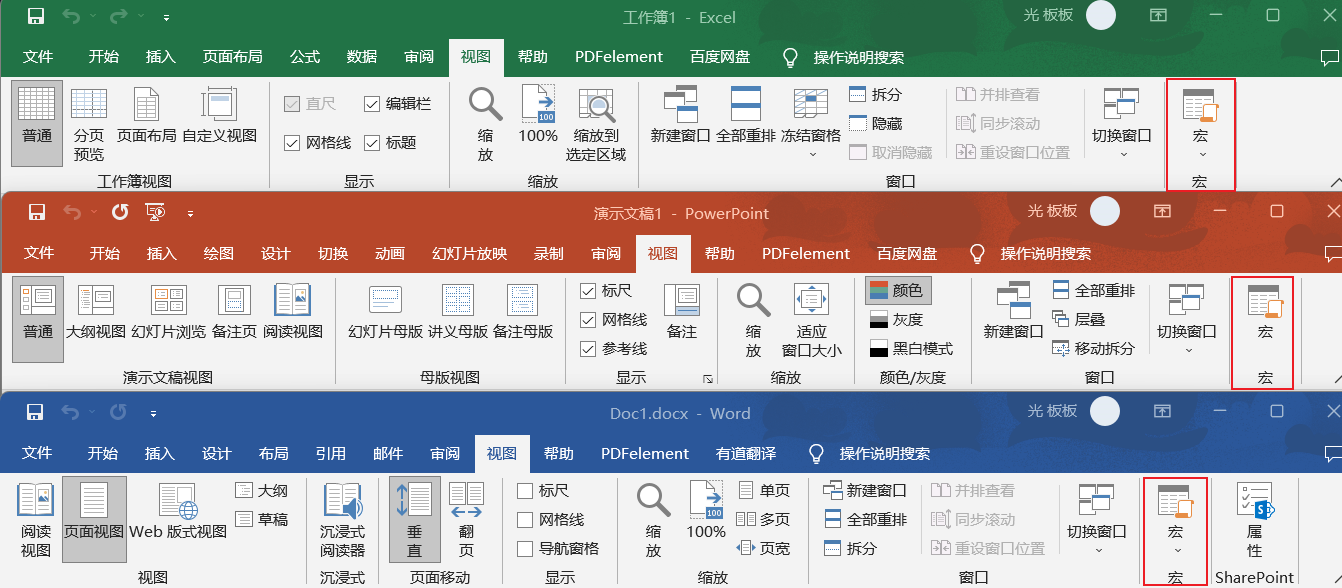 工作簿1 - Excel 光 板板
文件 开始 插入 页面布局 公式 数据 审阅 视图 帮助 PDFelement 百度网盘 操作说明搜索
普通 分页预览 页面布局 自定义视图
工作簿视图
直尺 编辑栏
网格线 标题
显示
缩放 100% 缩放到选定区域
缩放
新建窗口 全部重排 冻结窗格
拆分
隐藏
取消隐藏
并排查看
同步滚动
重设窗口位置
切换窗口
窗口
宏
宏
演示文稿1 - PowerPoint 光 板板
文件 开始 插入 绘图 设计 切换 动画 幻灯片放映 录制 审阅 视图 帮助 PDFelement 百度网盘 操作说明搜索
普通 大纲视图 幻灯片浏览 备注页 阅读视图
演示文稿视图
幻灯片母版 讲义母版 备注母版
母版视图
标尺
网格线
参考线
备注
显示
缩放 适应窗口大小
缩放
颜色
灰度
黑白模式
颜色/灰度
新建窗口
全部重排
层叠
移动拆分
切换窗口
窗口
宏
宏
Doc1.docx - Word 光 板板
文件 开始 插入 设计 布局 引用 邮件 审阅 视图 帮助 PDFelement 有道翻译 操作说明搜索
阅读视图 页面视图 Web 版式视图
大纲
草稿
视图
沉浸式阅读器
沉浸式
垂直 翻页
页面移动
标尺
网格线
导航窗格
显示
缩放 100%
100
单页
多页
页宽
缩放
新建窗口
全部重排
拆分
并排查看
同步滚动
重设窗口位置
切换窗口
窗口
宏
宏
属性
SharePoint